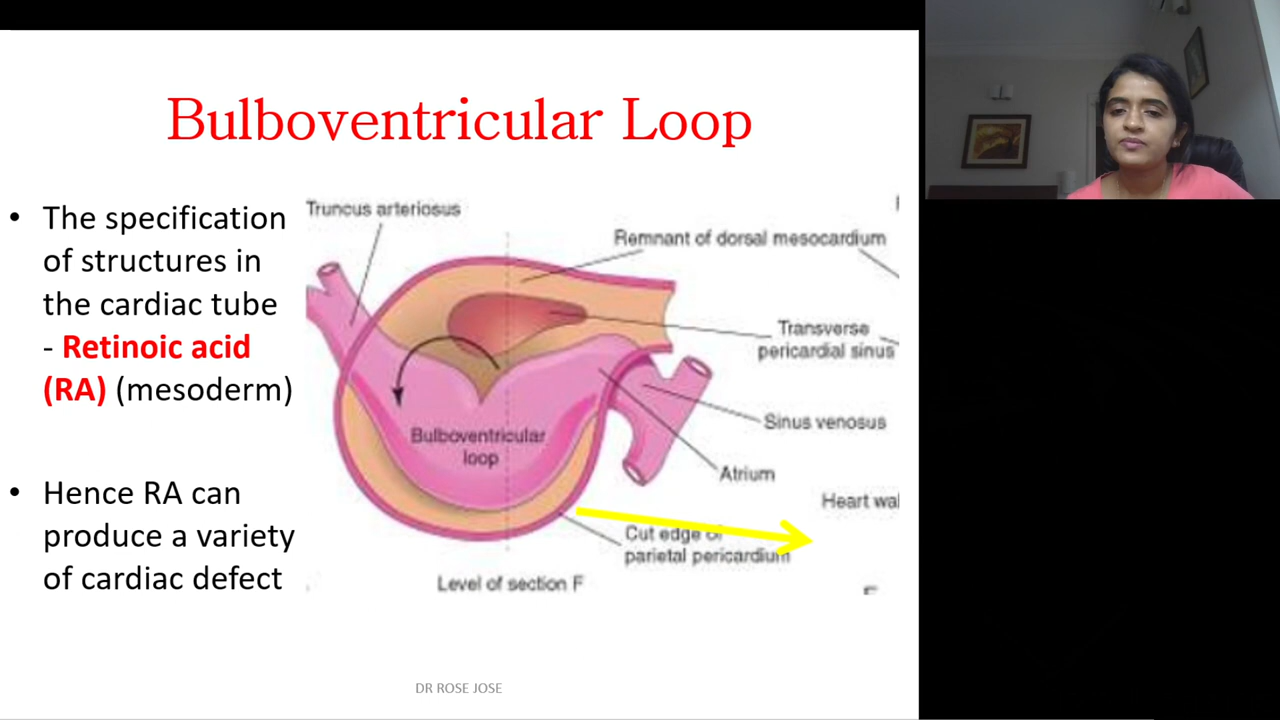 Bulboventricular Loop
• The specification
of structures in
the cardiac tube
- Retinoic acid
(RA) (mesoderm)
• Hence RA can
produce a variety
of cardiac defect
Truncus arteriosus
Remnant of dorsal mesocardium
Transverse
pericardial sinus
Sinus venosus
Atrium
Bulboventricular
loop
Heart wal
Cut edge of
parietal pericardium
Level of section F
DR ROSE JOSE